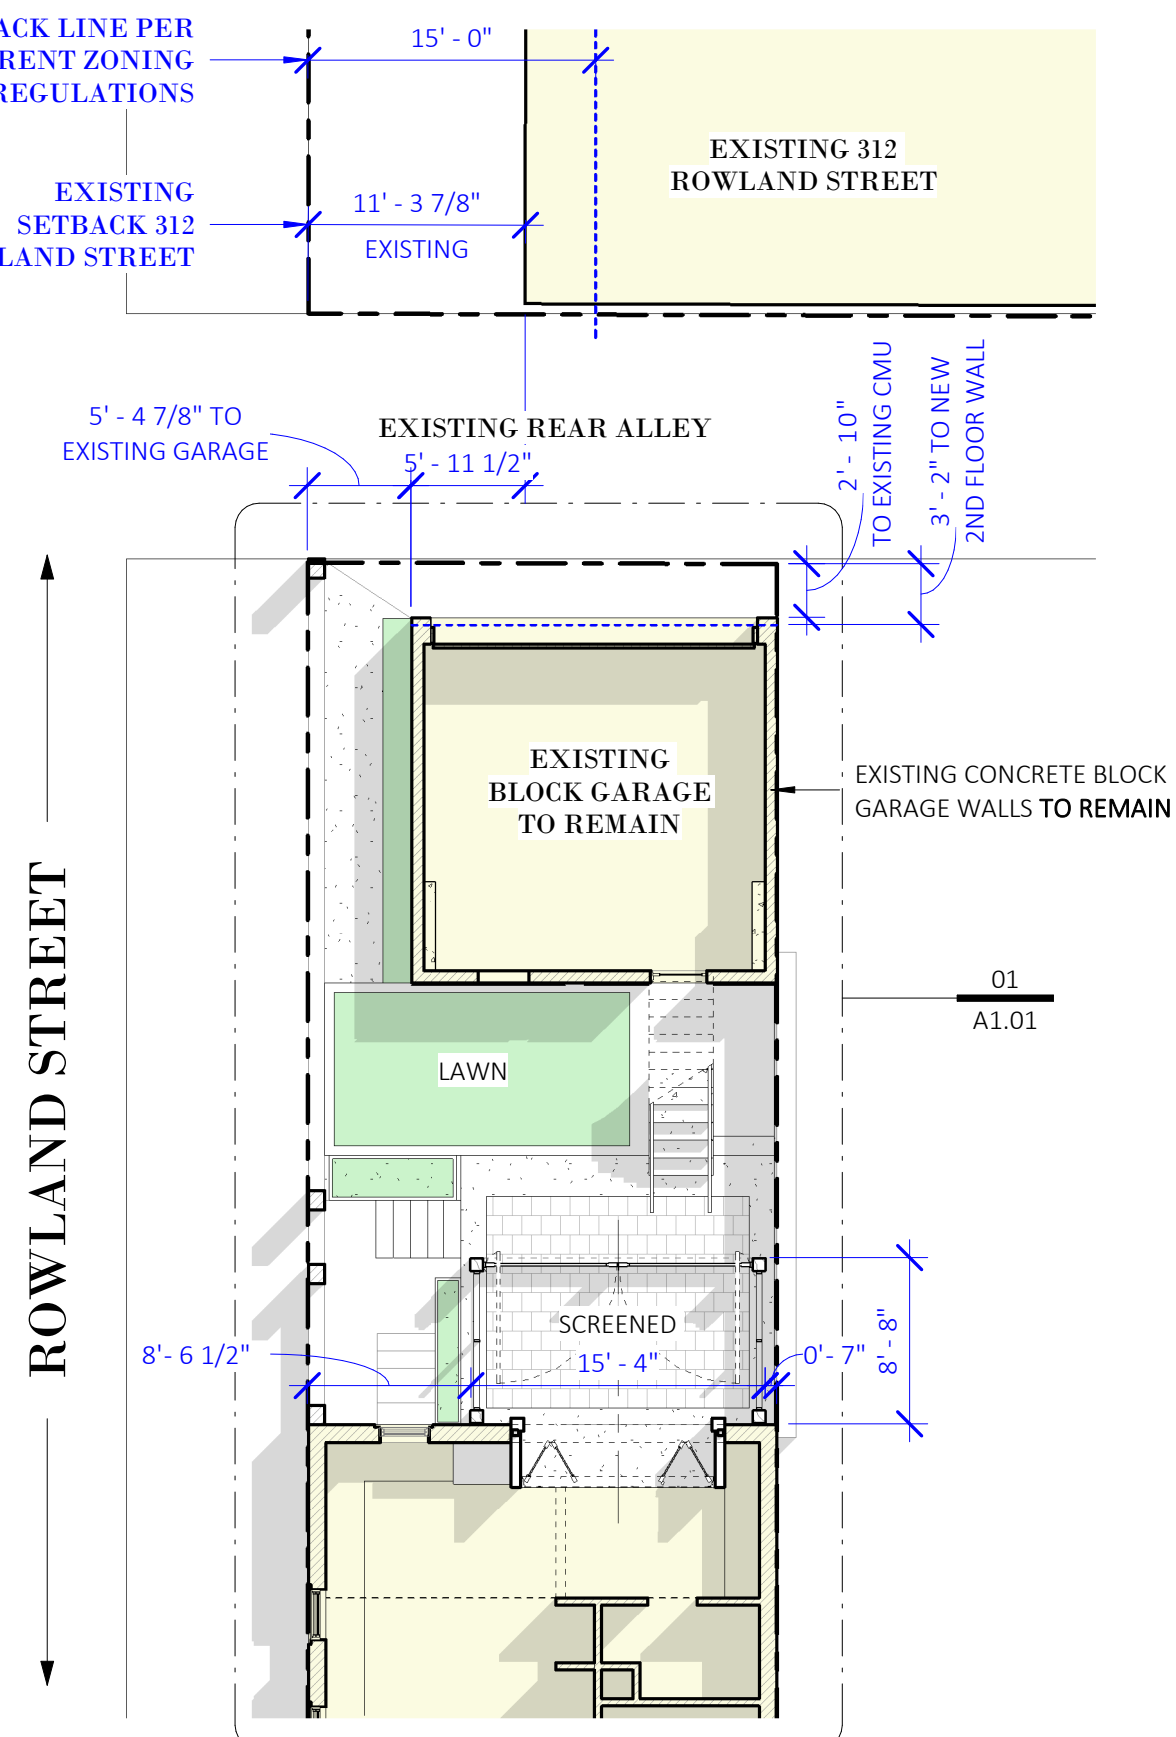 ACK LINE PER
RENT ZONING
REGULATIONS
15' - 0"
EXISTING 312
ROWLAND STREET
EXISTING
SETBACK 312
LAND STREET
11' - 3 7/8"
EXISTING
5' - 4 7/8" TO
EXISTING GARAGE
EXISTING REAR ALLEY
5' - 11 1/2"
2' - 10"
TO EXISTING CMU
3' - 2" TO NEW
2ND FLOOR WALL
EXISTING
BLOCK GARAGE
TO REMAIN
EXISTING CONCRETE BLOCK
GARAGE WALLS TO REMAIN
ROWLAND STREET
01
A1.01
LAWN
SCREENED
8' - 6 1/2"
15' - 4"
0' - 7"
8' - 8"